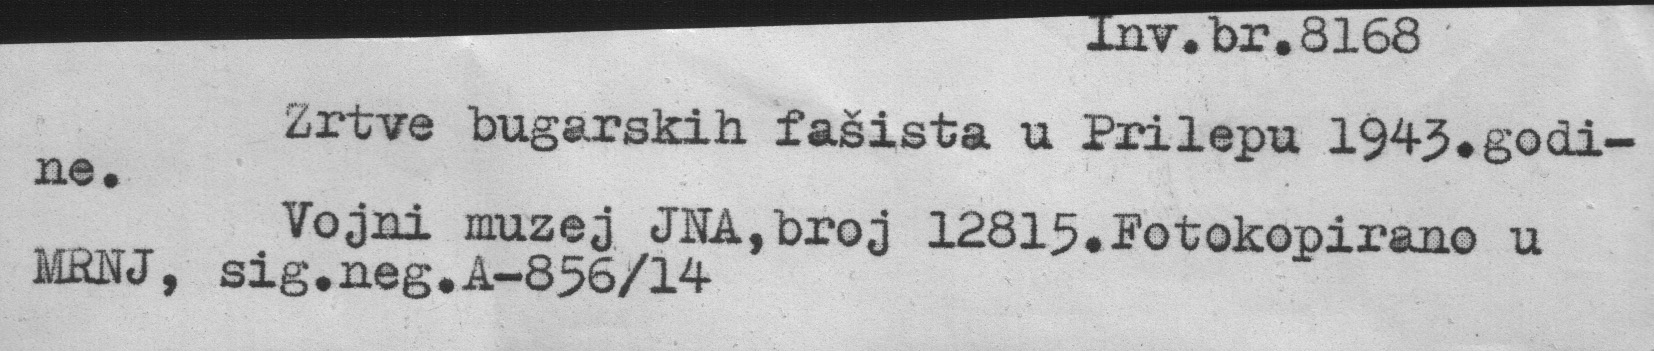 Inv.br.8168
Zrtve bugarskih fašista u Prilepu 1943.godi-
ne.
Vojni muzej JNA,broj 12815.Fotokopirano u
MRNJ, sig.neg.A-856/14